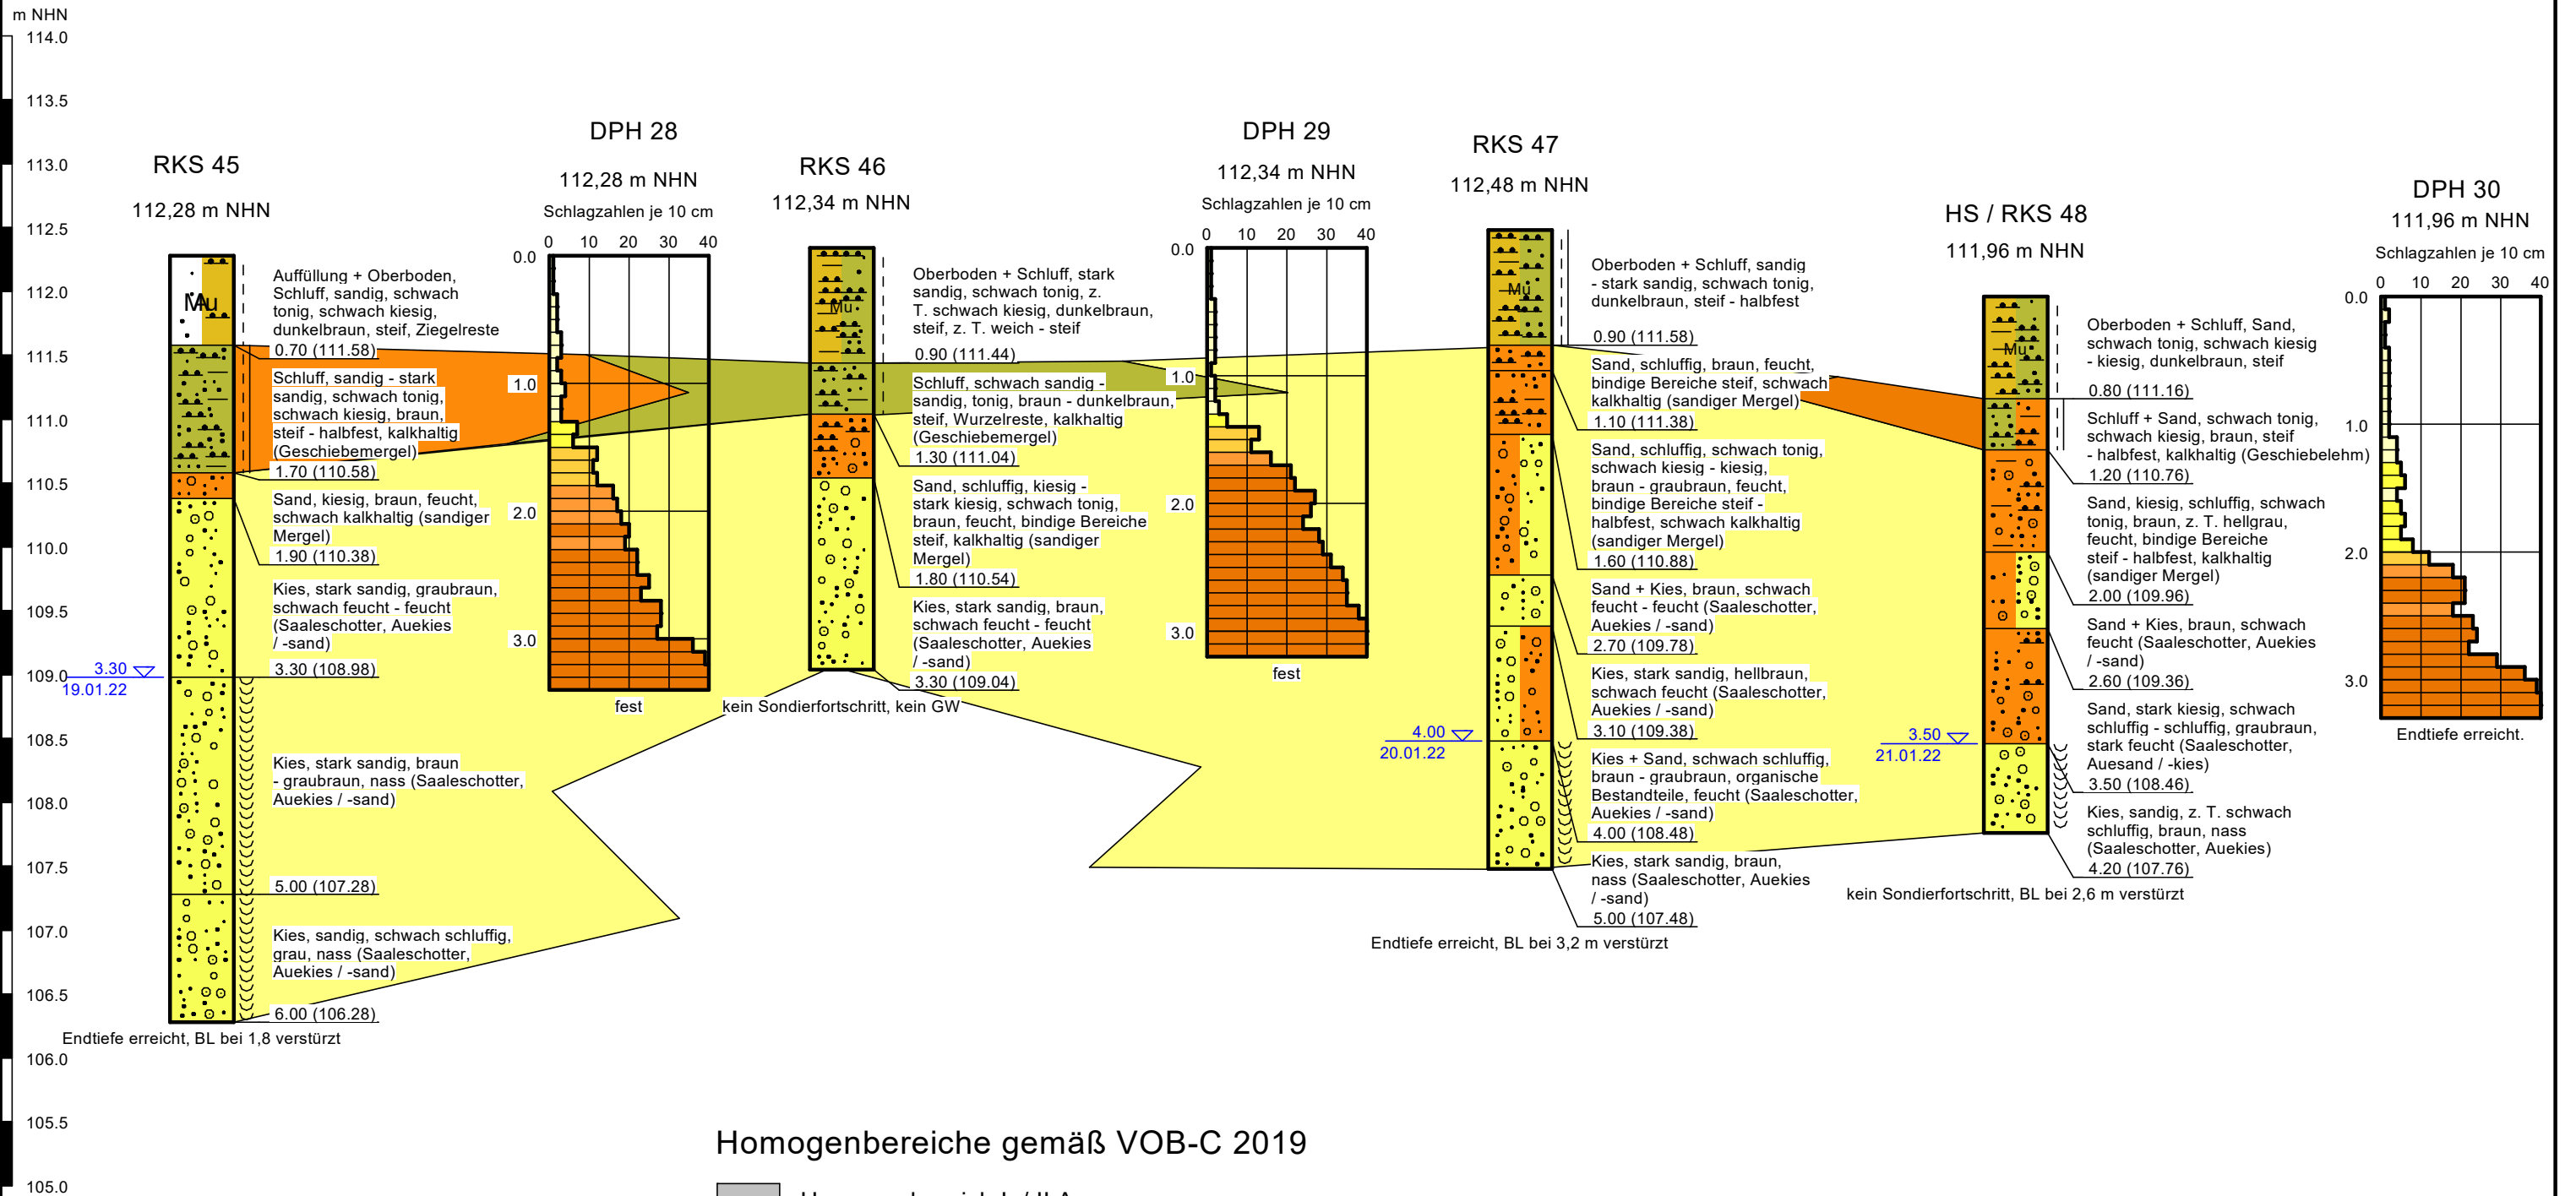 m NHN
114.0
113.5
113.0
112.5
112.0
111.5
111.0
110.5
110.0
109.5
109.0
108.5
108.0
107.5
107.0
106.5
106.0
105.5
105.0
RKS 45
112,28 m NHN
Mu
Auffüllung + Oberboden,
Schluff, sandig, schwach
tonig, schwach kiesig,
dunkelbraun, steif, Ziegelreste
0.70 (111.58)
Schluff, sandig - stark
sandig, schwach tonig,
schwach kiesig, braun,
steif - halbfest, kalkhaltig
(Geschiebemergel)
1.70 (110.58)
Sand, kiesig, braun, feucht,
schwach kalkhaltig (sandiger
Mergel)
1.90 (110.38)
Kies, stark sandig, graubraun,
schwach feucht - feucht
(Saaleschotter, Auekies
/ -sand)
3.30 (108.98)
3.30
19.01.22
Kies, stark sandig, braun
- graubraun, nass (Saaleschotter,
Auekies / -sand)
5.00 (107.28)
Kies, sandig, schwach schluffig,
grau, nass (Saaleschotter,
Auekies / -sand)
6.00 (106.28)
Endtiefe erreicht, BL bei 1,8 verstürzt
DPH 28
112,28 m NHN
Schlagzahlen je 10 cm
0 10 20 30 40
0.0
1.0
2.0
3.0
fest
RKS 46
112,34 m NHN
Mu
Oberboden + Schluff, stark
sandig, schwach tonig, z.
T. schwach kiesig, dunkelbraun,
steif, z. T. weich - steif
0.90 (111.44)
Schluff, schwach sandig -
sandig, tonig, braun - dunkelbraun,
steif, Wurzelreste, kalkhaltig
(Geschiebemergel)
1.30 (111.04)
Sand, schluffig, kiesig -
stark kiesig, schwach tonig,
braun, feucht, bindige Bereiche
steif, kalkhaltig (sandiger
Mergel)
1.80 (110.54)
Kies, stark sandig, braun,
schwach feucht - feucht
(Saaleschotter, Auekies
/ -sand)
3.30 (109.04)
kein Sondierfortschritt, kein GW
DPH 29
112,34 m NHN
Schlagzahlen je 10 cm
0 10 20 30 40
0.0
1.0
2.0
3.0
fest
RKS 47
112,48 m NHN
Mu
Oberboden + Schluff, sandig
- stark sandig, schwach tonig,
dunkelbraun, steif - halbfest
0.90 (111.58)
Sand, schluffig, braun, feucht,
bindige Bereiche steif, schwach
kalkhaltig (sandiger Mergel)
1.10 (111.38)
Sand, schluffig, schwach tonig,
schwach kiesig - kiesig,
braun - graubraun, feucht,
bindige Bereiche steif -
halbfest, schwach kalkhaltig
(sandiger Mergel)
1.60 (110.88)
Sand + Kies, braun, schwach
feucht - feucht (Saaleschotter,
Auekies / -sand)
2.70 (109.78)
Kies, stark sandig, hellbraun,
schwach feucht (Saaleschotter,
Auekies / -sand)
3.10 (109.38)
4.00
20.01.22
Kies + Sand, schwach schluffig,
braun - graubraun, organische
Bestandteile, feucht (Saaleschotter,
Auekies / -sand)
4.00 (108.48)
Kies, stark sandig, braun,
nass (Saaleschotter, Auekies
/ -sand)
5.00 (107.48)
Endtiefe erreicht, BL bei 3,2 m verstürzt
HS / RKS 48
111,96 m NHN
Mu
Oberboden + Schluff, Sand,
schwach tonig, schwach kiesig
- kiesig, dunkelbraun, steif
0.80 (111.16)
Schluff + Sand, schwach tonig,
schwach kiesig, braun, steif
- halbfest, kalkhaltig (Geschiebelehm)
1.20 (110.76)
Sand, kiesig, schluffig, schwach
tonig, braun, z. T. hellgrau,
feucht, bindige Bereiche
steif - halbfest, kalkhaltig
(sandiger Mergel)
2.00 (109.96)
Sand + Kies, braun, schwach
feucht (Saaleschotter, Auekies
/ -sand)
2.60 (109.36)
Sand, stark kiesig, schwach
schluffig - schluffig, graubraun,
stark feucht (Saaleschotter,
Auesand / -kies)
3.50 (108.46)
3.50
21.01.22
Kies, sandig, z. T. schwach
schluffig, braun, nass
(Saaleschotter, Auekies)
4.20 (107.76)
kein Sondierfortschritt, BL bei 2,6 m verstürzt
DPH 30
111,96 m NHN
Schlagzahlen je 10 cm
0 10 20 30 40
0.0
1.0
2.0
3.0
Endtiefe erreicht.
Homogenbereiche gemäß VOB-C 2019